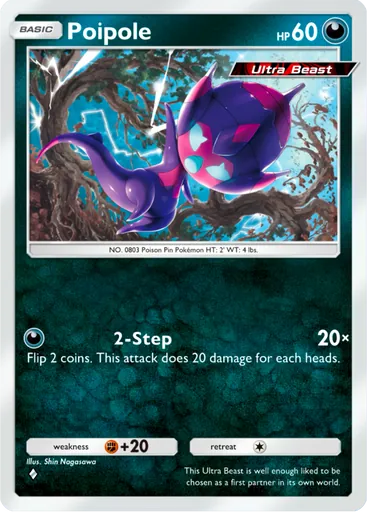 BASIC Poipole HP 60
Ultra Beast
NO. 0803 Poison Pin Pokémon HT: 2' WT: 4 lbs.
2-Step 20×
Flip 2 coins. This attack does 20 damage for each heads.
weakness +20 retreat
Illus. Shin Nagasawa
This Ultra Beast is well enough liked to be
chosen as a first partner in its own world.